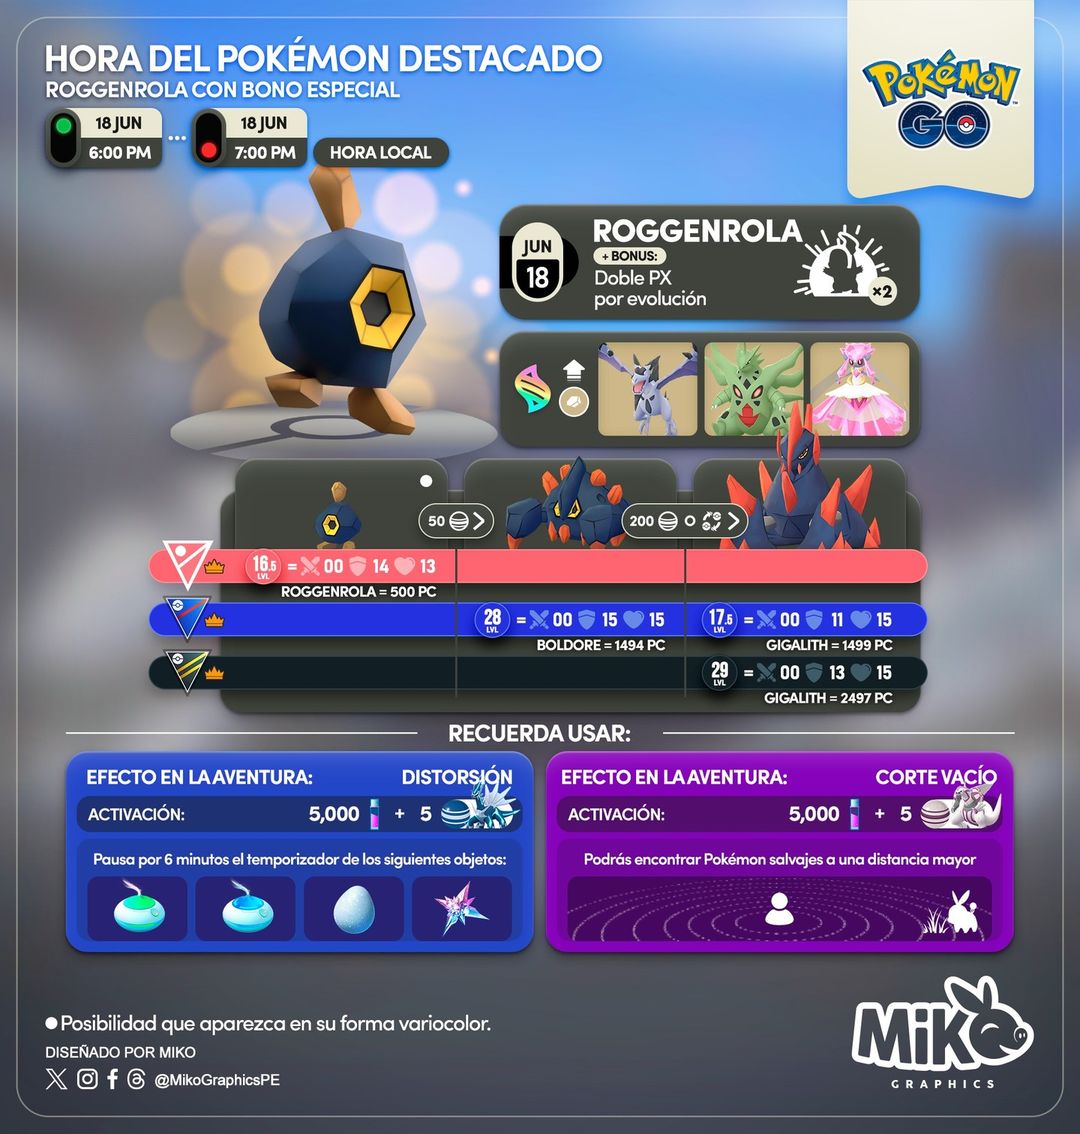 HORA DEL POKÉMON DESTACADO
ROGGENROLA CON BONO ESPECIAL
18 JUN
6:00 PM
...
18 JUN
7:00 PM
HORA LOCAL
POKÉMON
GO
JUN
18
ROGGENROLA
+ BONUS:
Doble PX
por evolución
×2
50
200 O
16.5 LVL = 00 14 13
ROGGENROLA = 500 PC
28 LVL = 00 15 15
BOLDORE = 1494 PC
17.5 LVL = 00 11 15
GIGALITH = 1499 PC
29 LVL = 00 13 15
GIGALITH = 2497 PC
RECUERDA USAR:
EFECTO EN LA AVENTURA: DISTORSIÓN
ACTIVACIÓN: 5,000 + 5
Pausa por 6 minutos el temporizador de los siguientes objetos:
EFECTO EN LA AVENTURA: CORTE VACÍO
ACTIVACIÓN: 5,000 + 5
Podrás encontrar Pokémon salvajes a una distancia mayor
Posibilidad que aparezca en su forma variocolor.
DISEÑADO POR MIKO
@MikoGraphicsPE
MiKO
GRAPHICS